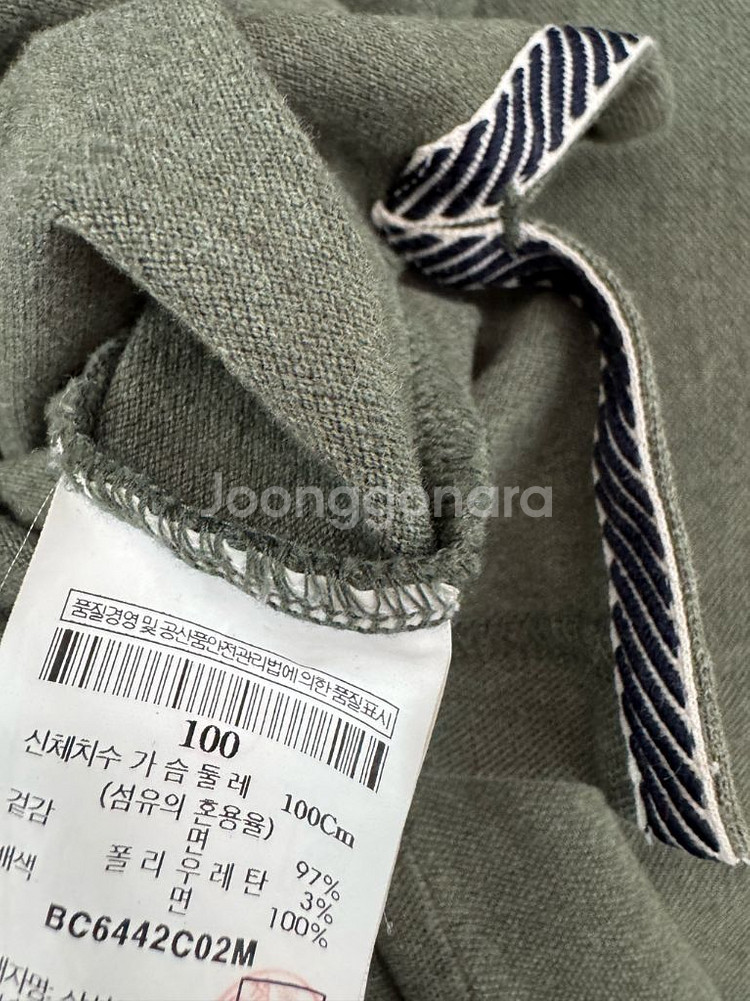 Joonggonara
품질경영 및 공산품안전관리법에 의한 품질표시
100
신체치수 가슴둘레 100Cm
(섬유의 혼용율)
겉감 면 97%
폴리우레탄 3%
배색 면 100%
BC6442C02M